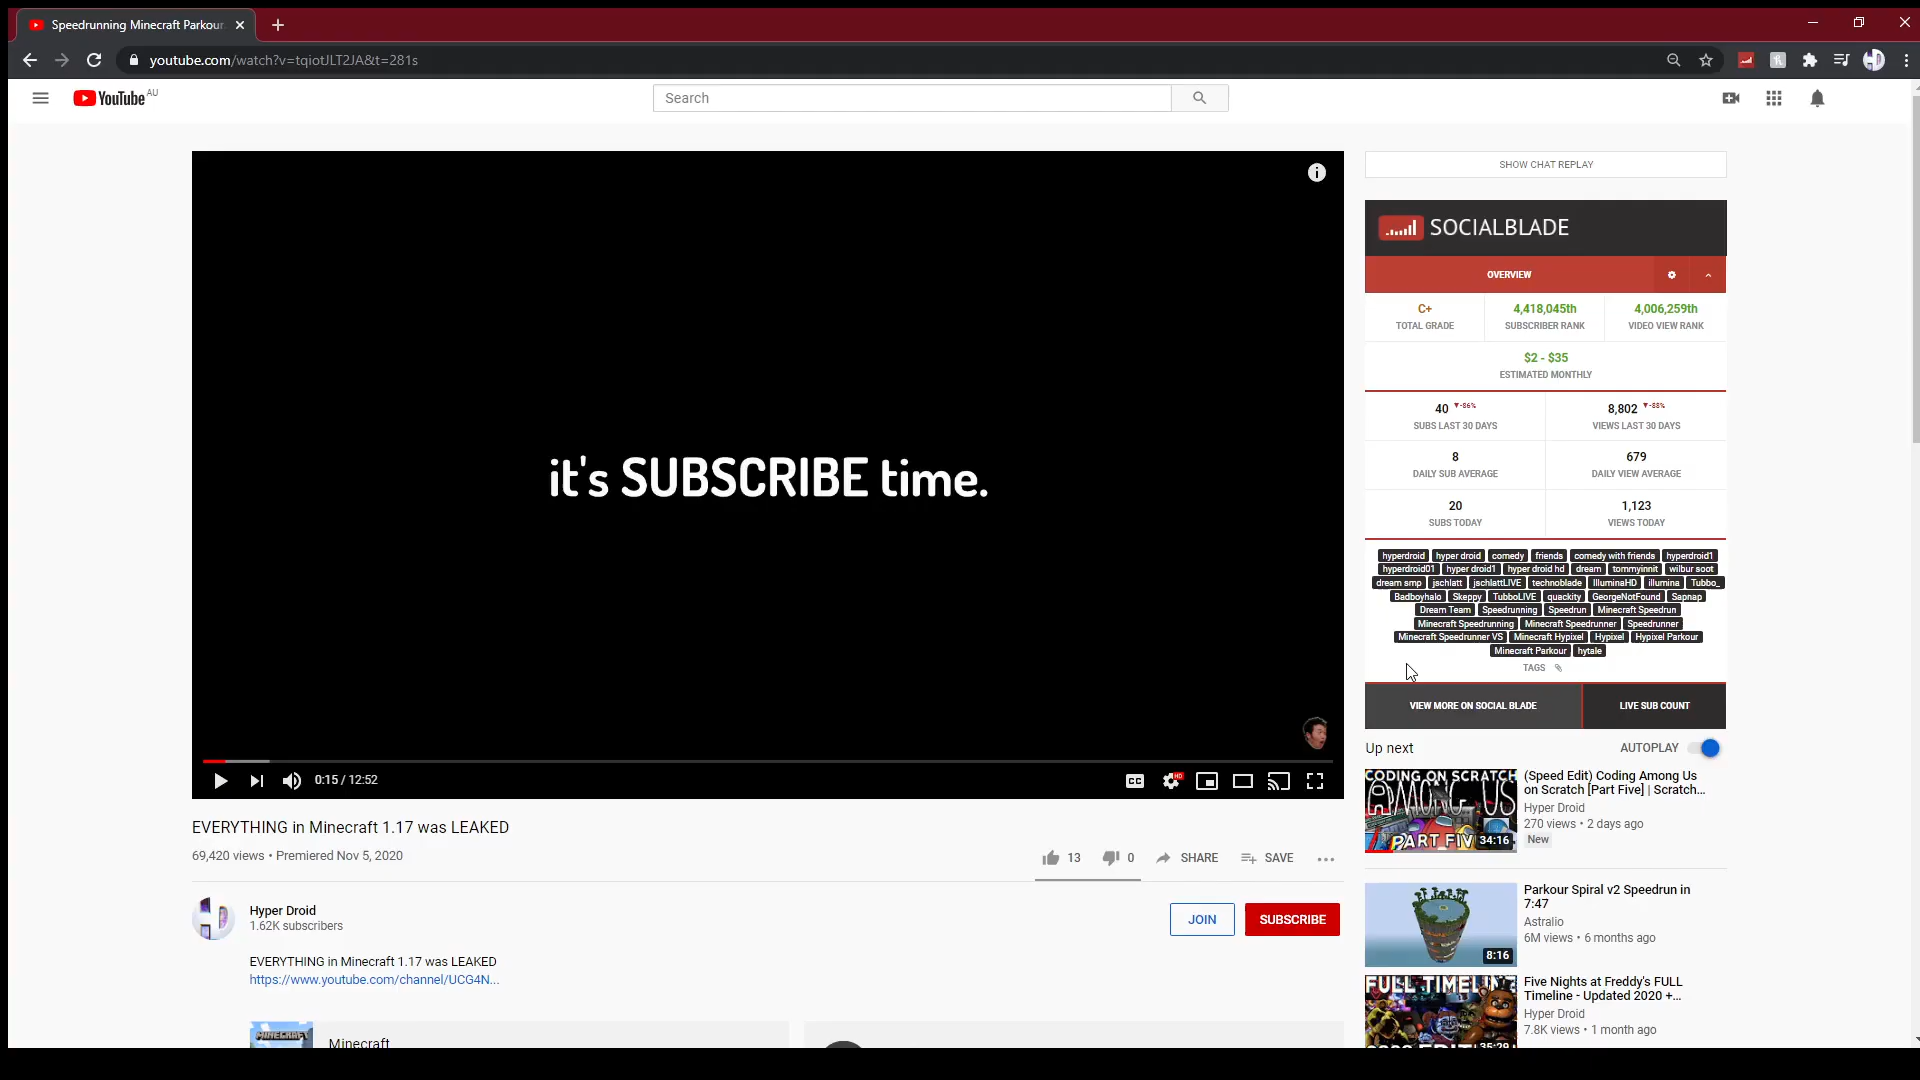 Speedrunning Minecraft Parkour
youtube.com/watch?v=tqiotJLT2JA&t=281s
YouTube AU
Search
SHOW CHAT REPLAY
SOCIALBLADE
OVERVIEW
C+ 4,418,045th 4,006,259th
TOTAL GRADE SUBSCRIBER RANK VIDEO VIEW RANK
$2 - $35
ESTIMATED MONTHLY
40 ▼-86% 8,802 ▼-88%
SUBS LAST 30 DAYS VIEWS LAST 30 DAYS
8 679
DAILY SUB AVERAGE DAILY VIEW AVERAGE
20 1,123
SUBS TODAY VIEWS TODAY
hyperdroid hyper droid comedy friends comedy with friends hyperdroid1
hyperdroid01 hyper droid1 hyper droid hd dream tommyinnit wilbur soot
dream smp jschlatt jschlattLIVE technoblade IlluminaHD illumina Tubbo_
Badboyhalo Skeppy TubboLIVE quackity GeorgeNotFound Sapnap
Dream Team Speedrunning Speedrun Minecraft Speedrun
Minecraft Speedrunning Minecraft Speedrunner Speedrunner
Minecraft Speedrunner VS Minecraft Hypixel Hypixel Hypixel Parkour
Minecraft Parkour hytale
TAGS
VIEW MORE ON SOCIAL BLADE LIVE SUB COUNT
it's SUBSCRIBE time.
0:15 / 12:52
CC HD
EVERYTHING in Minecraft 1.17 was LEAKED
69,420 views • Premiered Nov 5, 2020
13 0 SHARE SAVE
Hyper Droid
1.62K subscribers
JOIN SUBSCRIBE
EVERYTHING in Minecraft 1.17 was LEAKED
https://www.youtube.com/channel/UCG4N...
MINECRAFT
Minecraft
Up next AUTOPLAY
CODING ON SCRATCH
AMONG US
PART FIV
34:16
(Speed Edit) Coding Among Us
on Scratch [Part Five] | Scratch...
Hyper Droid
270 views • 2 days ago
New
8:16
Parkour Spiral v2 Speedrun in
7:47
Astralio
6M views • 6 months ago
FULL TIMELINE
35:29
Five Nights at Freddy's FULL
Timeline - Updated 2020 +...
Hyper Droid
7.8K views • 1 month ago